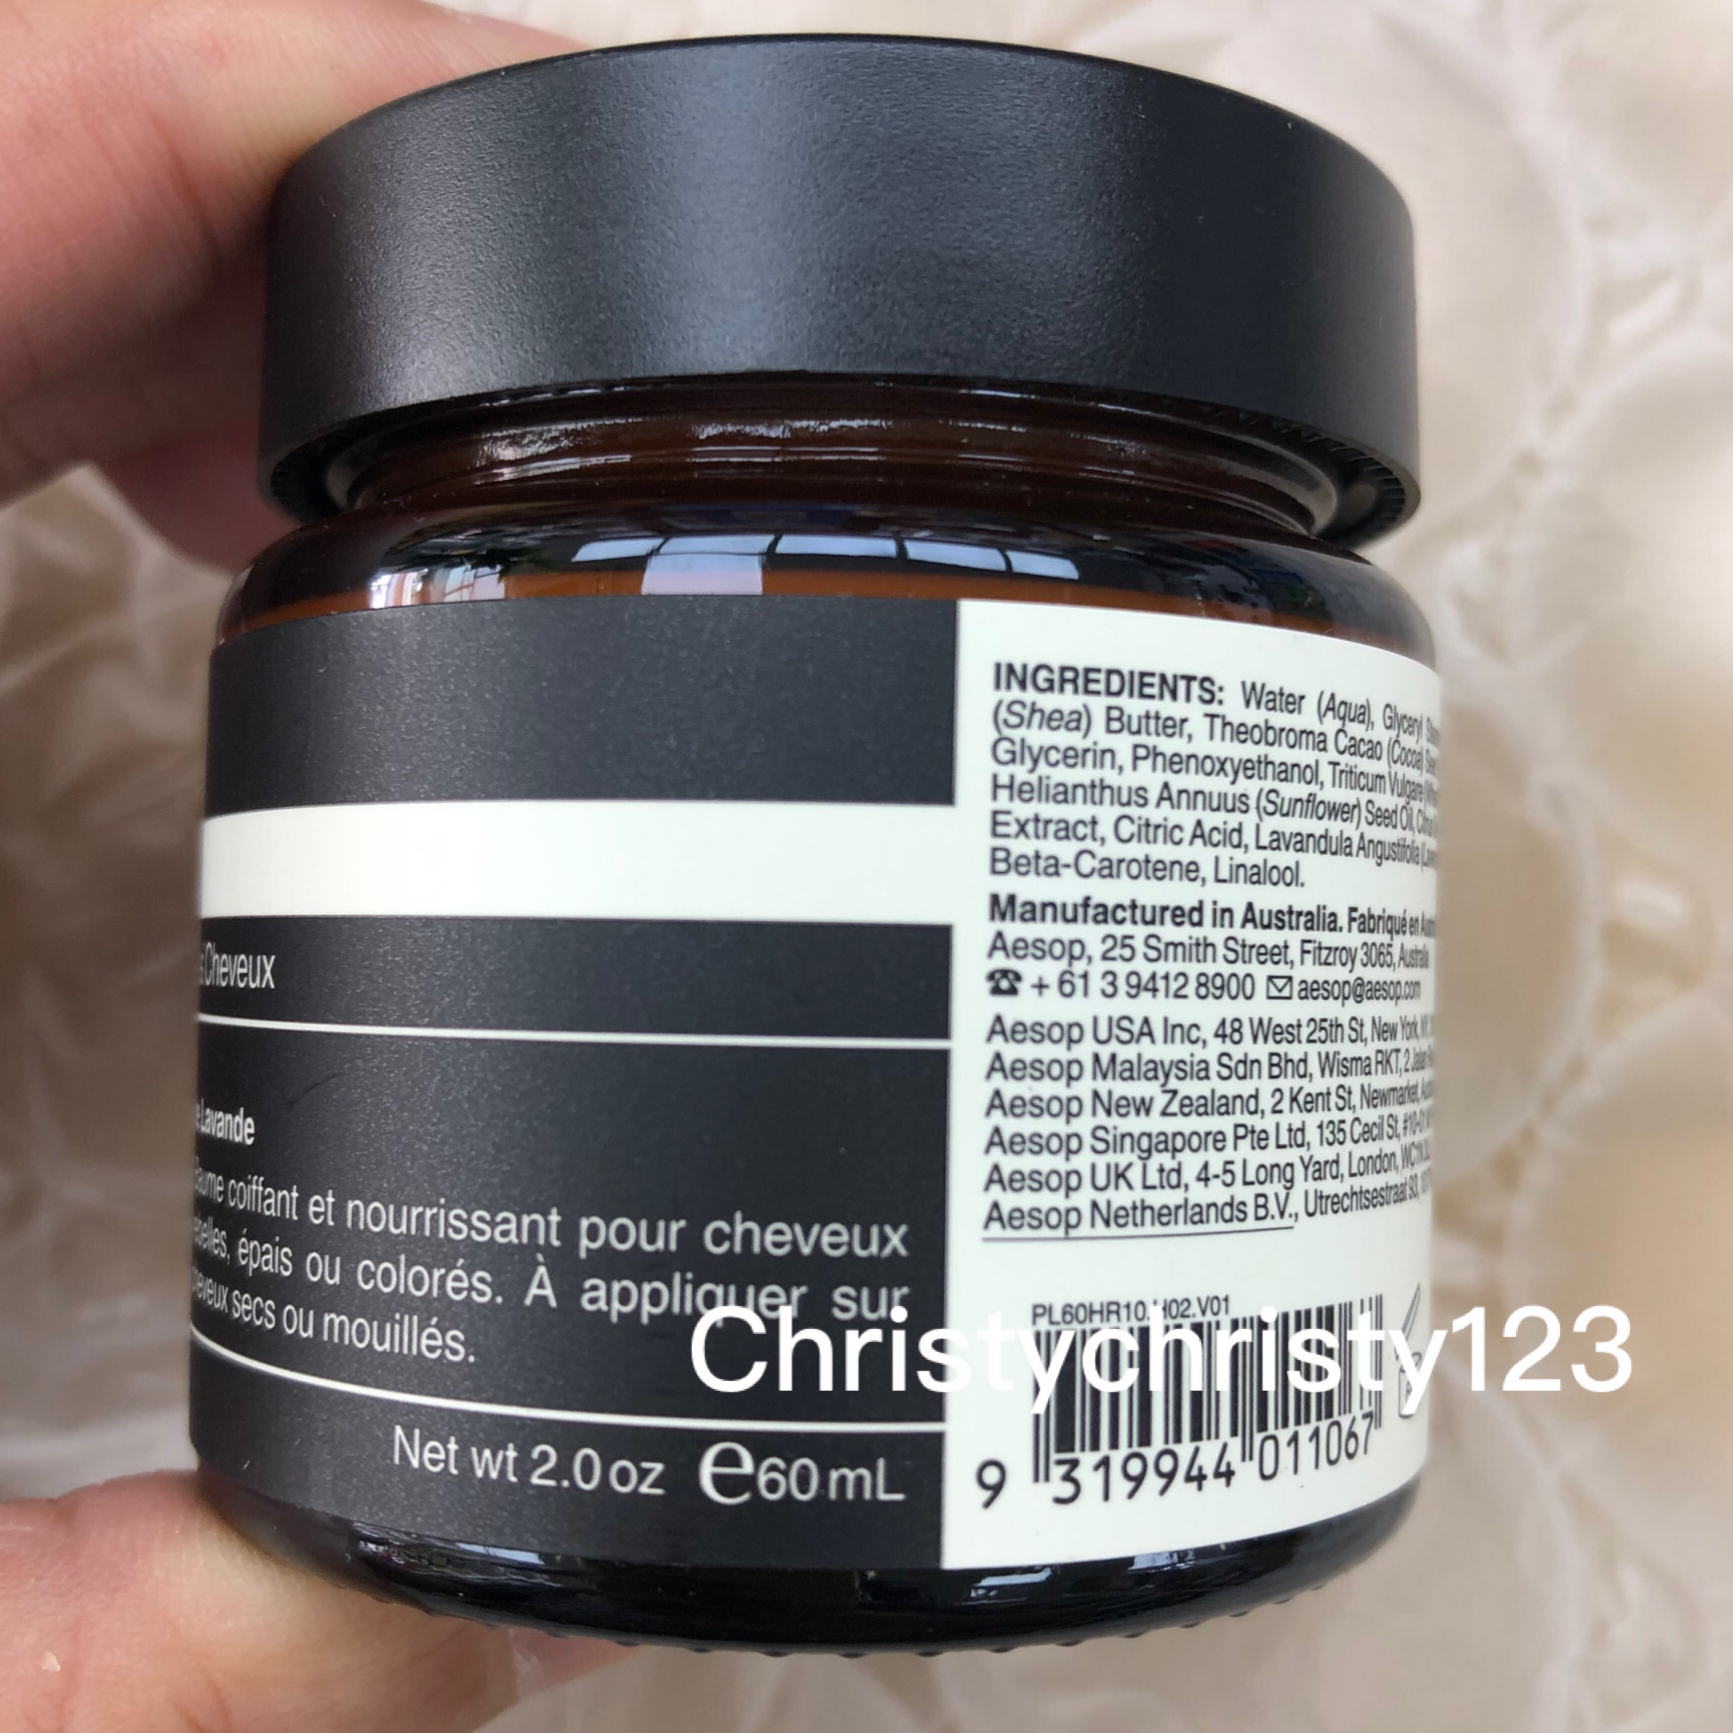 Cheveux
Lavande
Baume coiffant et nourrissant pour cheveux
épais ou colorés. À appliquer sur
cheveux secs ou mouillés.
Net wt 2.0 oz e 60 mL
INGREDIENTS: Water (Aqua), Glyceryl
(Shea) Butter, Theobroma Cacao (Cocoa)
Glycerin, Phenoxyethanol, Triticum Vulgare
Helianthus Annuus (Sunflower) Seed Oil,
Extract, Citric Acid, Lavandula Angustifolia
Beta-Carotene, Linalool.
Manufactured in Australia. Fabriqué en
Aesop, 25 Smith Street, Fitzroy 3065, Australia
☎ + 61 3 9412 8900 ✉ aesop@aesop.com
Aesop USA Inc, 48 West 25th St, New York,
Aesop Malaysia Sdn Bhd, Wisma RKT, 2
Aesop New Zealand, 2 Kent St, Newmarket,
Aesop Singapore Pte Ltd, 135 Cecil St,
Aesop UK Ltd, 4-5 Long Yard, London,
Aesop Netherlands B.V., Utrechtsestraat 93,
PL60HR10.H02.V01
Christychristy123
9 319944 011067